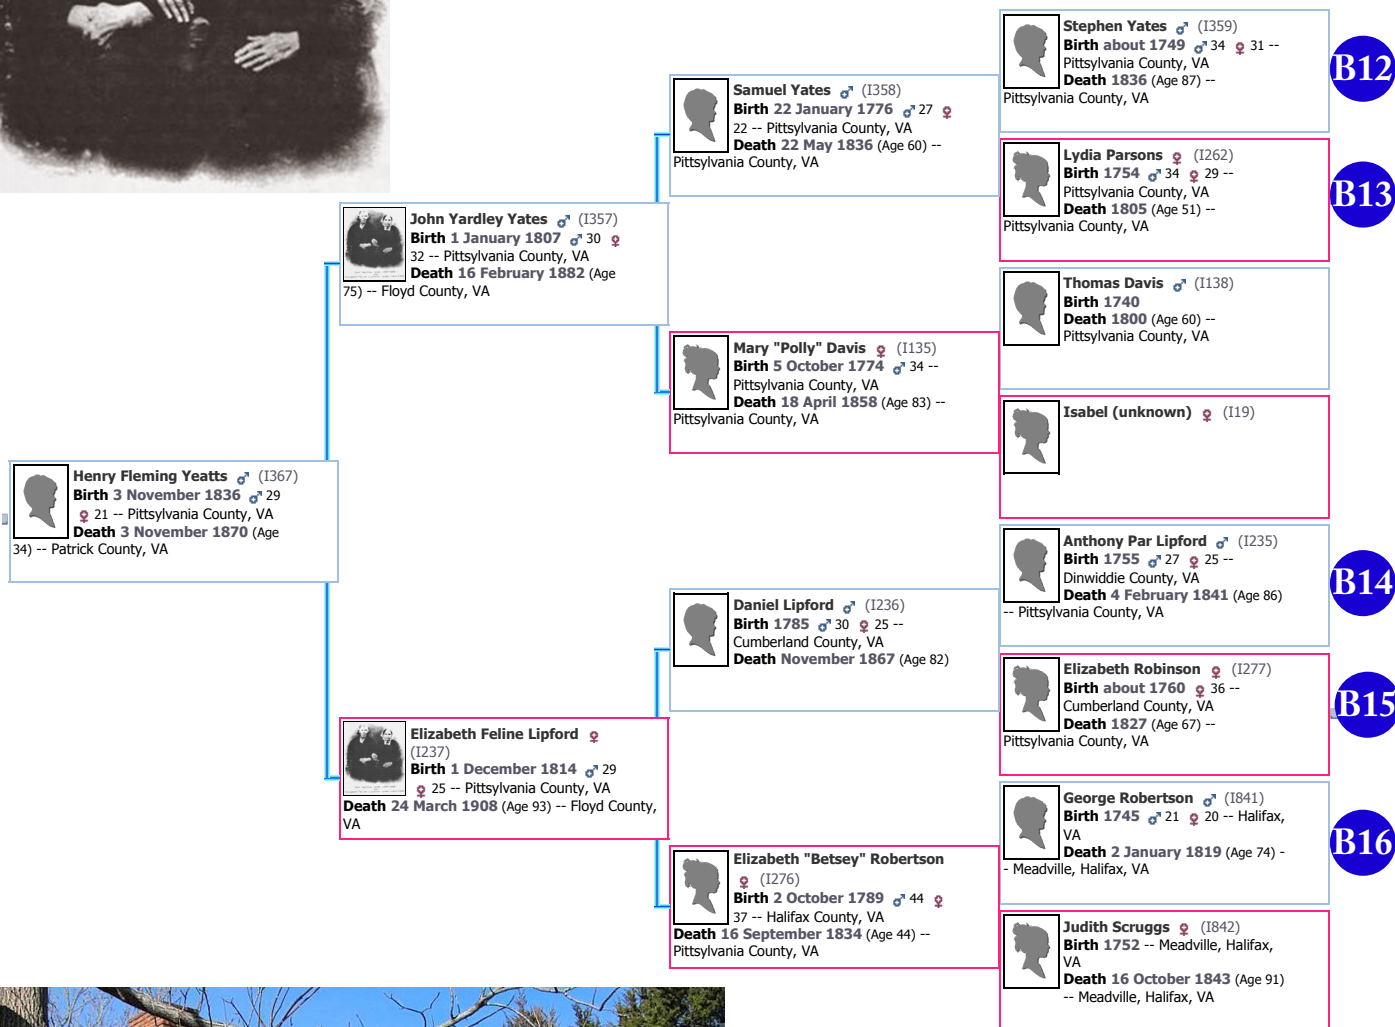 Stephen Yates ♂ (I359)
Birth about 1749 ♂ 34 ♀ 31 --
Pittsylvania County, VA
Death 1836 (Age 87) --
Pittsylvania County, VA
B12
Samuel Yates ♂ (I358)
Birth 22 January 1776 ♂ 27 ♀
22 -- Pittsylvania County, VA
Death 22 May 1836 (Age 60) --
Pittsylvania County, VA
Lydia Parsons ♀ (I262)
Birth 1754 ♂ 34 ♀ 29 --
Pittsylvania County, VA
Death 1805 (Age 51) --
Pittsylvania County, VA
B13
John Yardley Yates ♂ (I357)
Birth 1 January 1807 ♂ 30 ♀
32 -- Pittsylvania County, VA
Death 16 February 1882 (Age
75) -- Floyd County, VA
Thomas Davis ♂ (I138)
Birth 1740
Death 1800 (Age 60) --
Pittsylvania County, VA
Mary "Polly" Davis ♀ (I135)
Birth 5 October 1774 ♂ 34 --
Pittsylvania County, VA
Death 18 April 1858 (Age 83) --
Pittsylvania County, VA
Isabel (unknown) ♀ (I19)
Henry Fleming Yeatts ♂ (I367)
Birth 3 November 1836 ♂ 29
♀ 21 -- Pittsylvania County, VA
Death 3 November 1870 (Age
34) -- Patrick County, VA
Anthony Par Lipford ♂ (I235)
Birth 1755 ♂ 27 ♀ 25 --
Dinwiddie County, VA
Death 4 February 1841 (Age 86)
-- Pittsylvania County, VA
B14
Daniel Lipford ♂ (I236)
Birth 1785 ♂ 30 ♀ 25 --
Cumberland County, VA
Death November 1867 (Age 82)
Elizabeth Robinson ♀ (I277)
Birth about 1760 ♀ 36 --
Cumberland County, VA
Death 1827 (Age 67) --
Pittsylvania County, VA
B15
Elizabeth Feline Lipford ♀
(I237)
Birth 1 December 1814 ♂ 29
♀ 25 -- Pittsylvania County, VA
Death 24 March 1908 (Age 93) -- Floyd County,
VA
George Robertson ♂ (I841)
Birth 1745 ♂ 21 ♀ 20 -- Halifax,
VA
Death 2 January 1819 (Age 74) -
- Meadville, Halifax, VA
B16
Elizabeth "Betsey" Robertson
♀ (I276)
Birth 2 October 1789 ♂ 44 ♀
37 -- Halifax County, VA
Death 16 September 1834 (Age 44) --
Pittsylvania County, VA
Judith Scruggs ♀ (I842)
Birth 1752 -- Meadville, Halifax,
VA
Death 16 October 1843 (Age 91)
-- Meadville, Halifax, VA